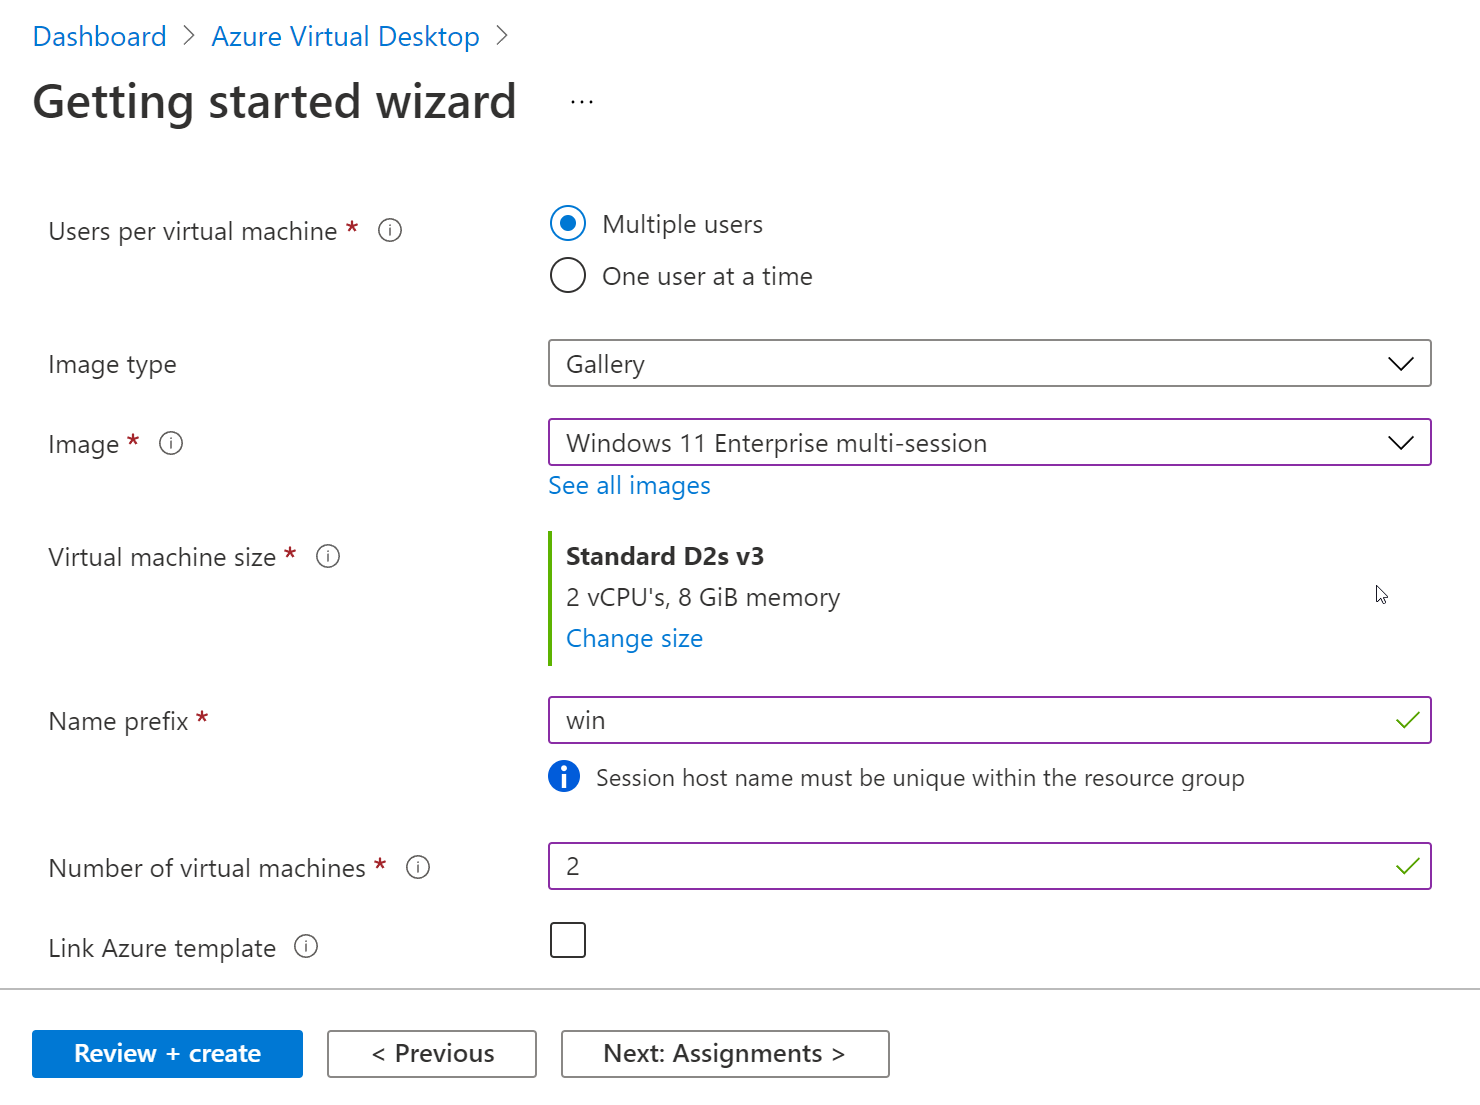 Dashboard > Azure Virtual Desktop >
Getting started wizard ...
Users per virtual machine *
Multiple users
One user at a time
Image type
Gallery
Image *
Windows 11 Enterprise multi-session
See all images
Virtual machine size *
Standard D2s v3
2 vCPU's, 8 GiB memory
Change size
Name prefix *
win
Session host name must be unique within the resource group
Number of virtual machines *
2
Link Azure template
Review + create
< Previous
Next: Assignments >